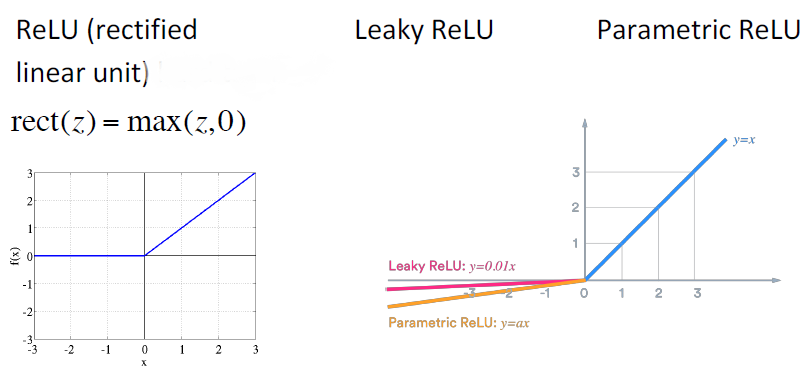 ReLU (rectified
linear unit)
rect(z) = max(z,0)
Leaky ReLU
Parametric ReLU
3
2
1
0
-1
-2
-3
f(x)
-3 -2 -1 0 1 2 3
x
y=x
3
2
1
Leaky ReLU: y=0.01x
-3 -2 -1 0 1 2 3
Parametric ReLU: y=ax